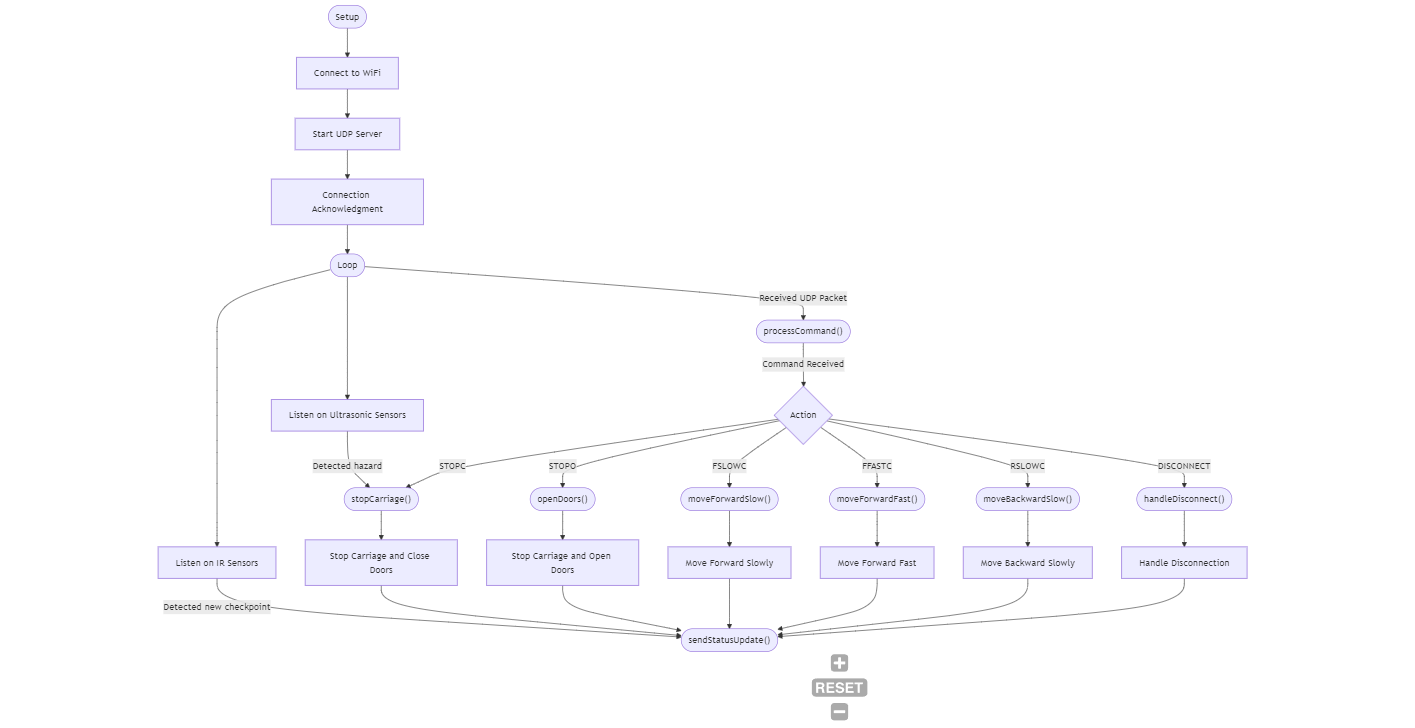 Setup
Connect to WiFi
Start UDP Server
Connection
Acknowledgment
Loop
Received UDP Packet
processCommand()
Command Received
Listen on Ultrasonic Sensors
Action
Detected hazard
STOPC
STOPO
FSLOWC
FFASTC
RSLOWC
DISCONNECT
stopCarriage()
openDoors()
moveForwardSlow()
moveForwardFast()
moveBackwardSlow()
handleDisconnect()
Listen on IR Sensors
Stop Carriage and Close
Doors
Stop Carriage and Open
Doors
Move Forward Slowly
Move Forward Fast
Move Backward Slowly
Handle Disconnection
Detected new checkpoint
sendStatusUpdate()
RESET